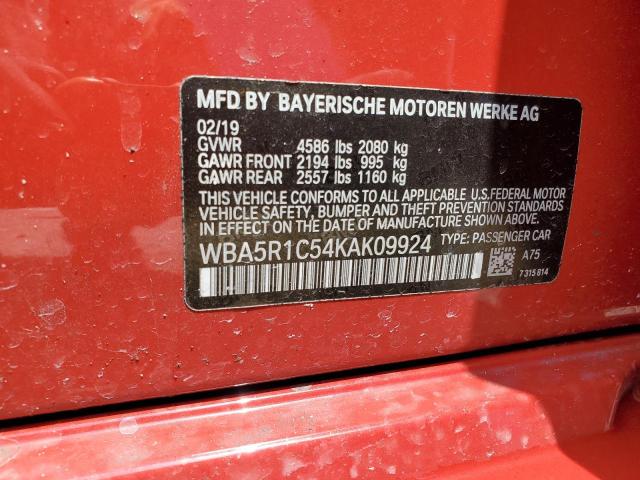 MFD BY BAYERISCHE MOTOREN WERKE AG
02/19
GVWR 4586 lbs 2080 kg
GAWR FRONT 2194 lbs 995 kg
GAWR REAR 2557 lbs 1160 kg
THIS VEHICLE CONFORMS TO ALL APPLICABLE U.S.FEDERAL MOTOR
VEHICLE SAFETY, BUMPER AND THEFT PREVENTION STANDARDS
IN EFFECT ON THE DATE OF MANUFACTURE SHOWN ABOVE.
WBA5R1C54KAK09924 TYPE: PASSENGER CAR
A75
7315814